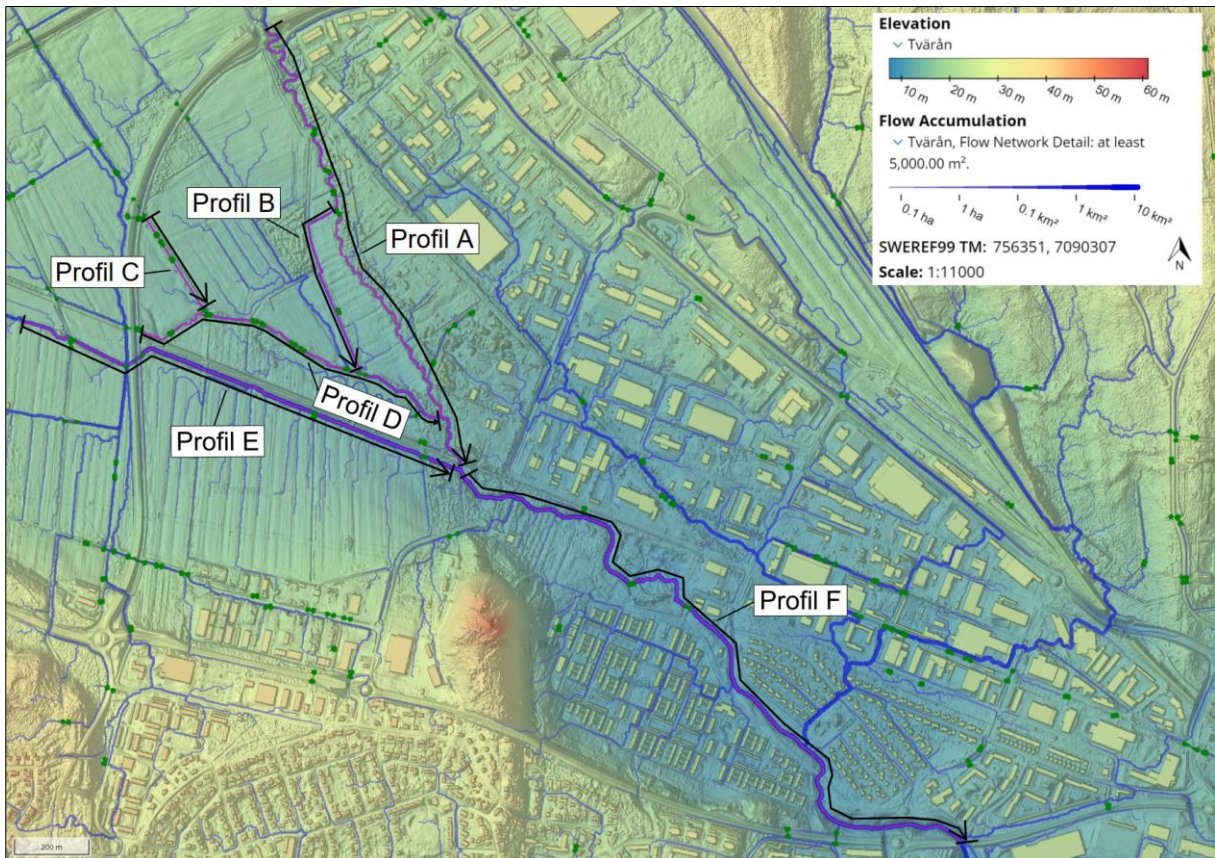 Elevation
Tvärån
10 m
20 m
30 m
40 m
50 m
60 m
Flow Accumulation
Tvärån, Flow Network Detail: at least
5,000.00 m².
0.1 ha
1 ha
0.1 km²
1 km²
10 km²
SWEREF99 TM: 756351, 7090307
Scale: 1:11000
N
Profil B
Profil A
Profil C
Profil D
Profil E
Profil F
200 m